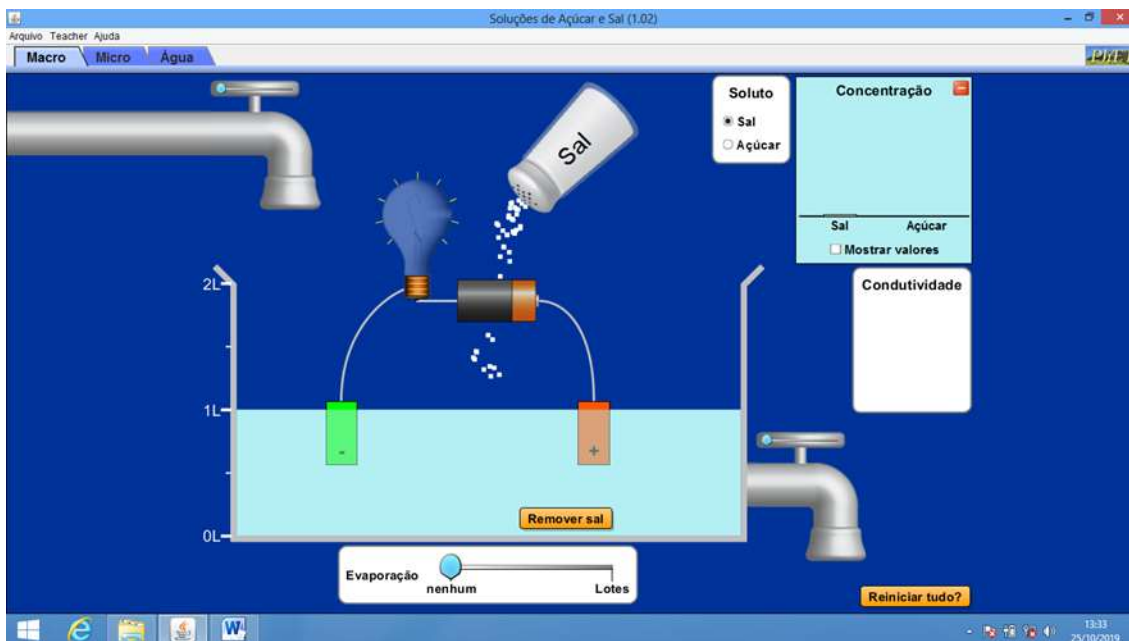 Soluções de Açúcar e Sal (1.02)
Arquivo Teacher Ajuda
Macro Micro Água
PhET
Soluto
Sal
Açúcar
Concentração
Sal Açúcar
Mostrar valores
Condutividade
Sal
2L
1L
0L
-
+
Remover sal
Evaporação
nenhum Lotes
Reiniciar tudo?
13:33
25/10/2019